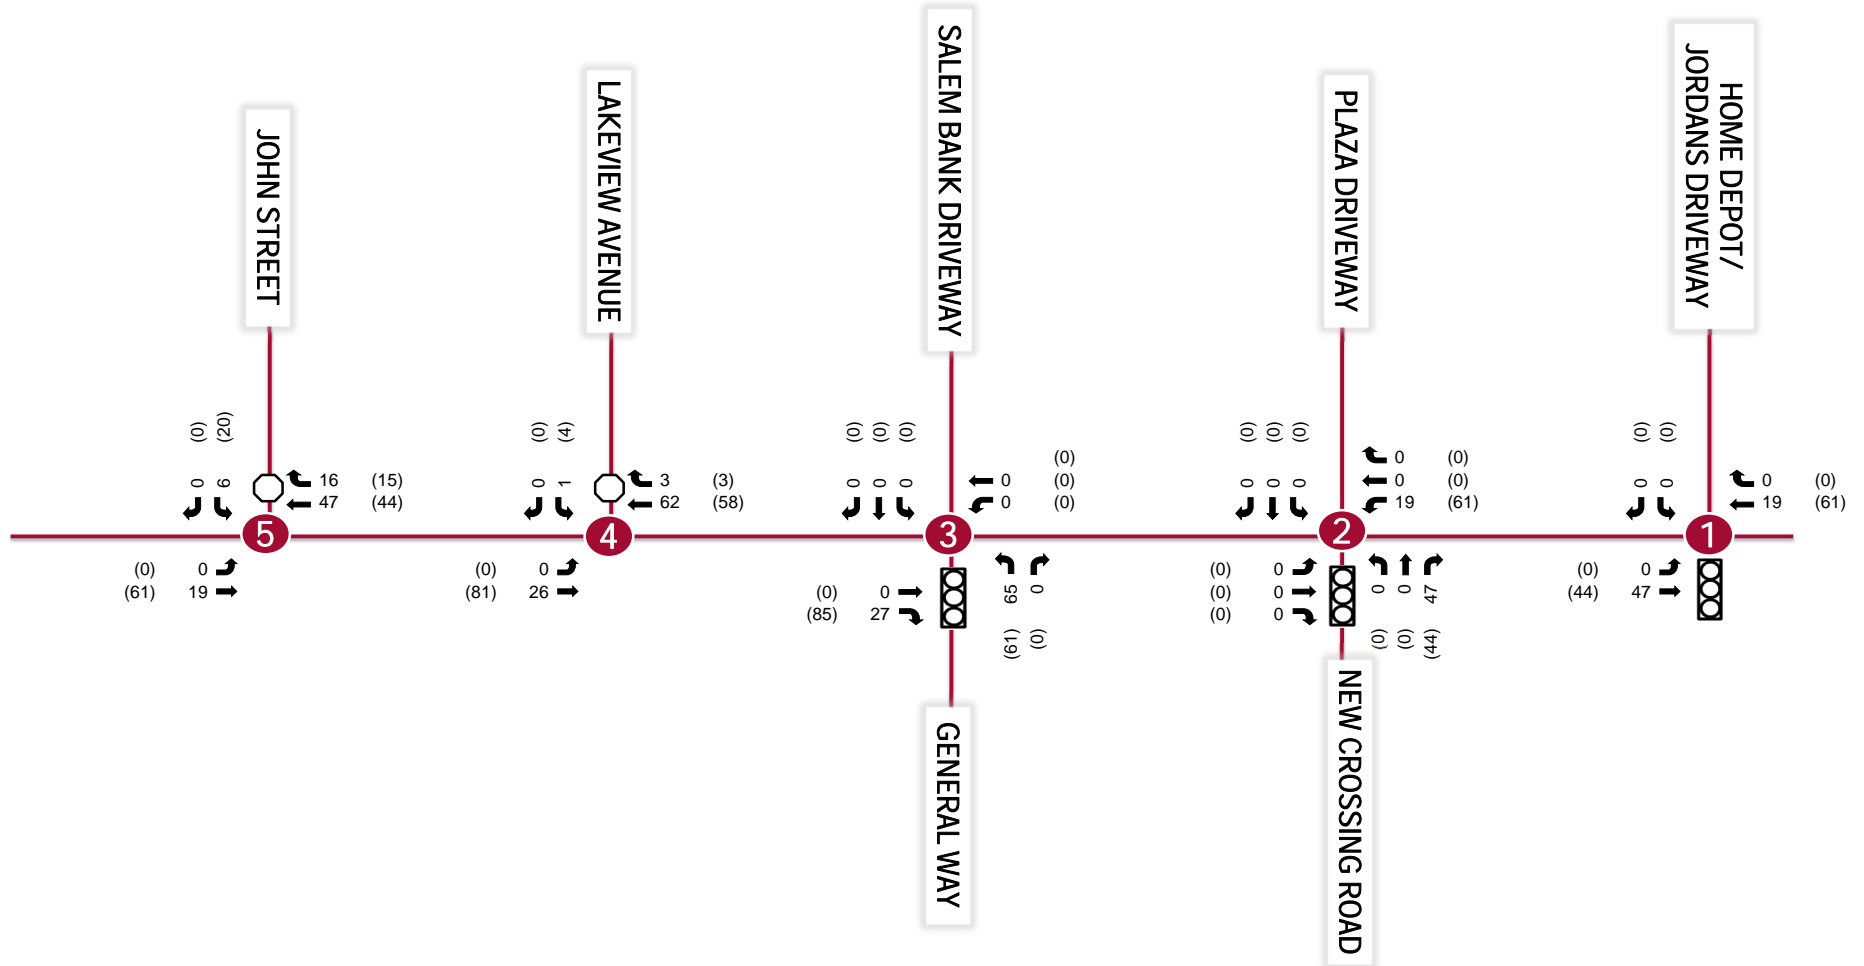 JOHN STREET
LAKEVIEW AVENUE
SALEM BANK DRIVEWAY
PLAZA DRIVEWAY
HOME DEPOT/
JORDANS DRIVEWAY
(0) (20)
0 6
16 (15)
47 (44)
5
(0) 0
(61) 19
(0) (4)
0 1
3 (3)
62 (58)
4
(0) 0
(81) 26
(0) (0) (0)
0 0 0
(0)
0 (0)
0 (0)
3
(0) 0
(85) 27
65 0
(61) (0)
GENERAL WAY
(0) (0) (0)
0 0 0
0 (0)
0 (0)
19 (61)
2
(0) 0
(0) 0
(0) 0
0 0 47
(0) (0) (44)
NEW CROSSING ROAD
(0) (0)
0 0
0 (0)
19 (61)
1
(0) 0
(44) 47